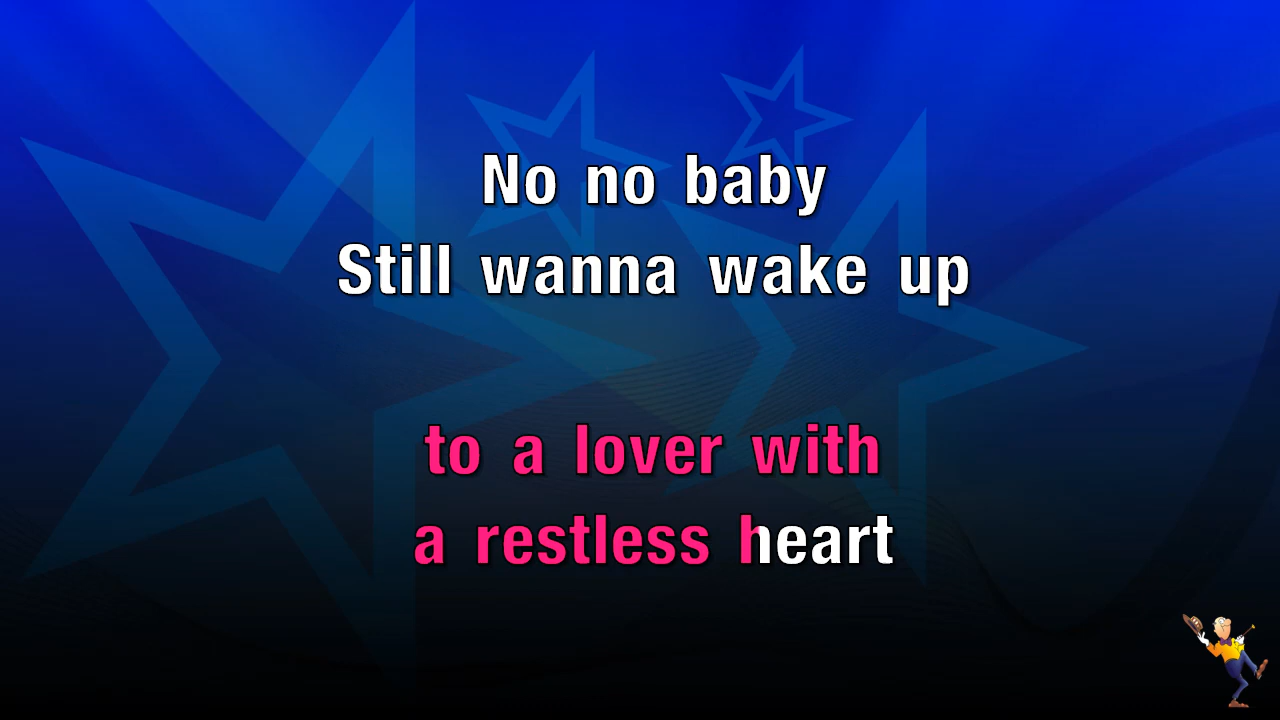 No no baby
Still wanna wake up
to a lover with
a restless heart